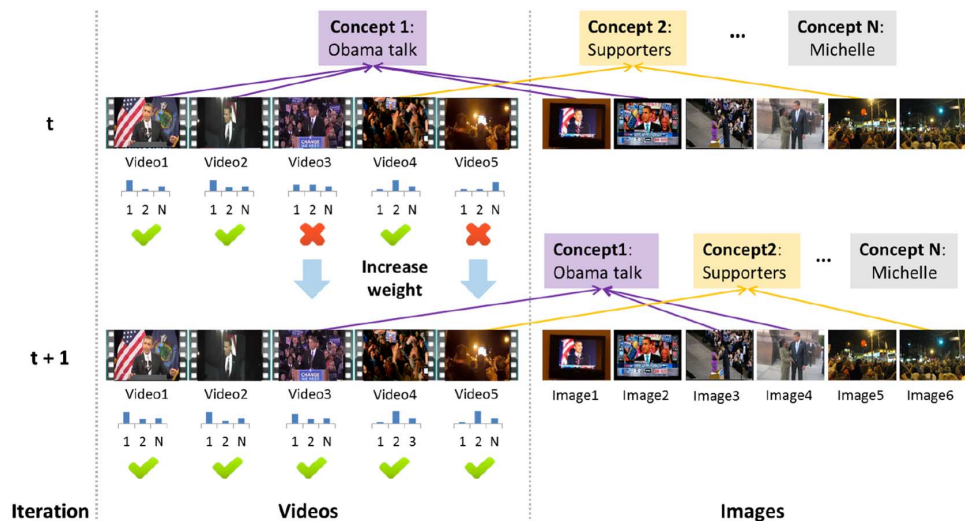 Concept 1:
Obama talk
Concept 2:
Supporters
...
Concept N:
Michelle
t
Video1
Video2
Video3
Video4
Video5
1 2 N
1 2 N
1 2 N
1 2 N
1 2 N
Increase
weight
Concept1:
Obama talk
Concept2:
Supporters
...
Concept N:
Michelle
t + 1
CHANGE
Video1
Video2
Video3
Video4
Video5
Image1
Image2
Image3
Image4
Image5
Image6
1 2 N
1 2 N
1 2 N
1 2 3
1 2 N
Iteration
Videos
Images